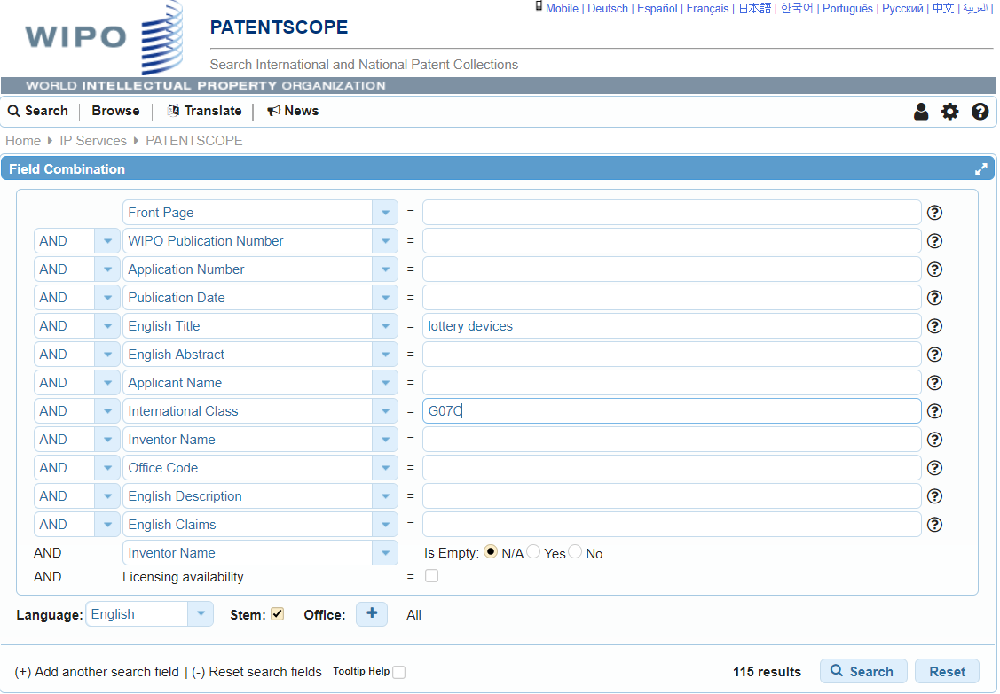 Mobile | Deutsch | Español | Français | 日本語 | 한국어 | Português | Русский | 中文 | العربية |
WIPO
PATENTSCOPE
Search International and National Patent Collections
WORLD INTELLECTUAL PROPERTY ORGANIZATION
Search | Browse | Translate | News
Home IP Services PATENTSCOPE
Field Combination
Front Page =
AND WIPO Publication Number =
AND Application Number =
AND Publication Date =
AND English Title = lottery devices
AND English Abstract =
AND Applicant Name =
AND International Class = G07C
AND Inventor Name =
AND Office Code =
AND English Description =
AND English Claims =
AND Inventor Name Is Empty: N/A Yes No
AND Licensing availability =
Language: English Stem: Office: + All
(+) Add another search field | (-) Reset search fields Tooltip Help 115 results Search Reset